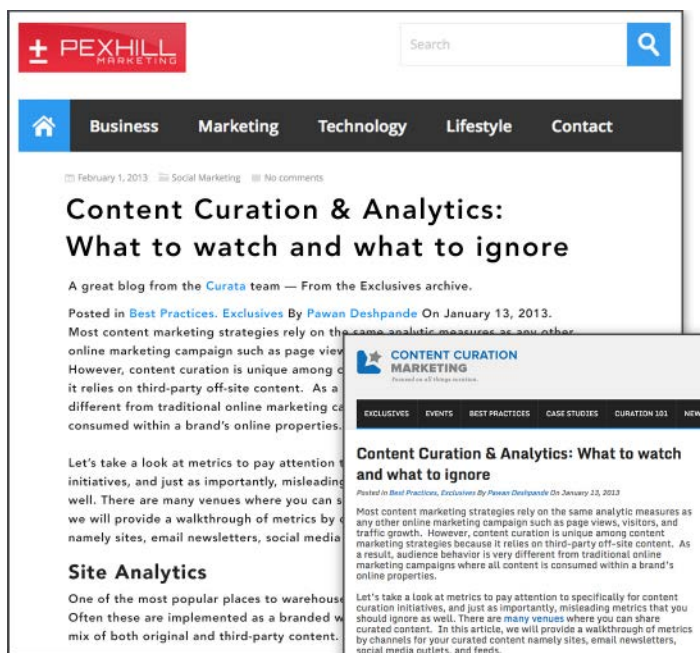 ± PEXHILL
MARKETING
Search
Business Marketing Technology Lifestyle Contact
February 1, 2013 Social Marketing No comments
Content Curation & Analytics:
What to watch and what to ignore
A great blog from the Curata team — From the Exclusives archive.
Posted in Best Practices. Exclusives By Pawan Deshpande On January 13, 2013.
Most content marketing strategies rely on the same analytic measures as any other
online marketing campaign such as page view
However, content curation is unique among c
it relies on third-party off-site content. As a
different from traditional online marketing ca
consumed within a brand's online properties.
Let's take a look at metrics to pay attention t
initiatives, and just as importantly, misleading
well. There are many venues where you can s
we will provide a walkthrough of metrics by c
namely sites, email newsletters, social media
Site Analytics
One of the most popular places to warehouse
Often these are implemented as a branded w
mix of both original and third-party content.
CONTENT CURATION
MARKETING
Focused on all things curation.
EXCLUSIVES EVENTS BEST PRACTICES CASE STUDIES CURATION 101 NEW
Content Curation & Analytics: What to watch
and what to ignore
Posted in Best Practices, Exclusives By Pawan Deshpande On January 13, 2013
Most content marketing strategies rely on the same analytic measures as
any other online marketing campaign such as page views, visitors, and
traffic growth. However, content curation is unique among content
marketing strategies because it relies on third-party off-site content. As
a result, audience behavior is very different from traditional online
marketing campaigns where all content is consumed within a brand's
online properties.
Let's take a look at metrics to pay attention to specifically for content
curation initiatives, and just as importantly, misleading metrics that you
should ignore as well. There are many venues where you can share
curated content. In this article, we will provide a walkthrough of metrics
by channels for your curated content namely sites, email newsletters,
social media outlets, and feeds.